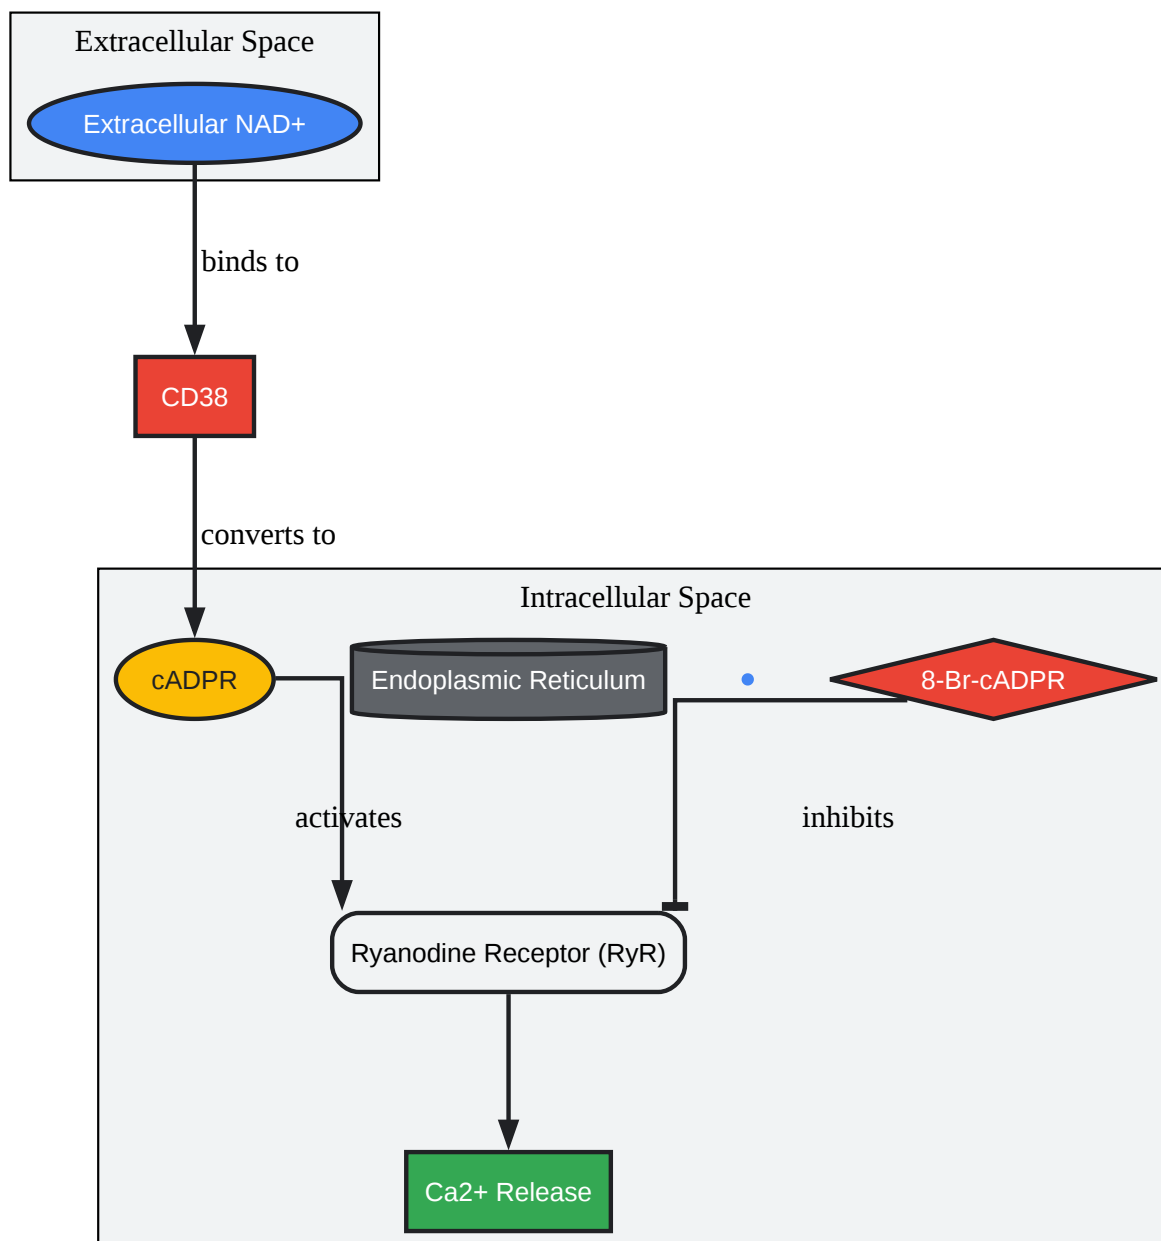 Extracellular Space
Extracellular NAD+
binds to
CD38
converts to
Intracellular Space
cADPR
Endoplasmic Reticulum
8-Br-cADPR
activates
inhibits
Ryanodine Receptor (RyR)
Ca2+ Release